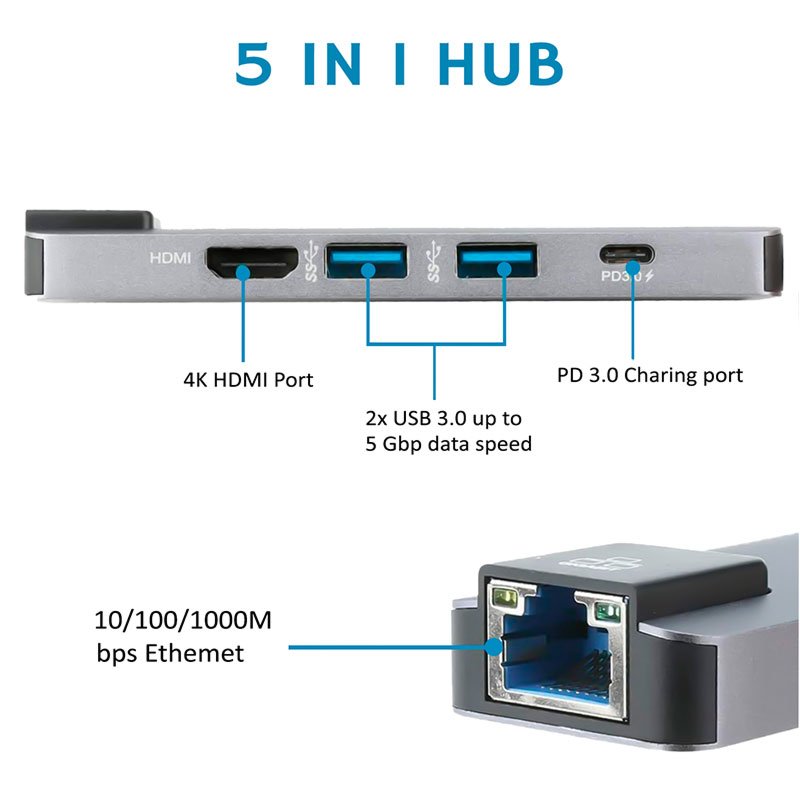 5 IN 1 HUB
HDMI
SS
SS
PD3.0
4K HDMI Port
PD 3.0 Charing port
2x USB 3.0 up to
5 Gbp data speed
10/100/1000M
bps Ethemet